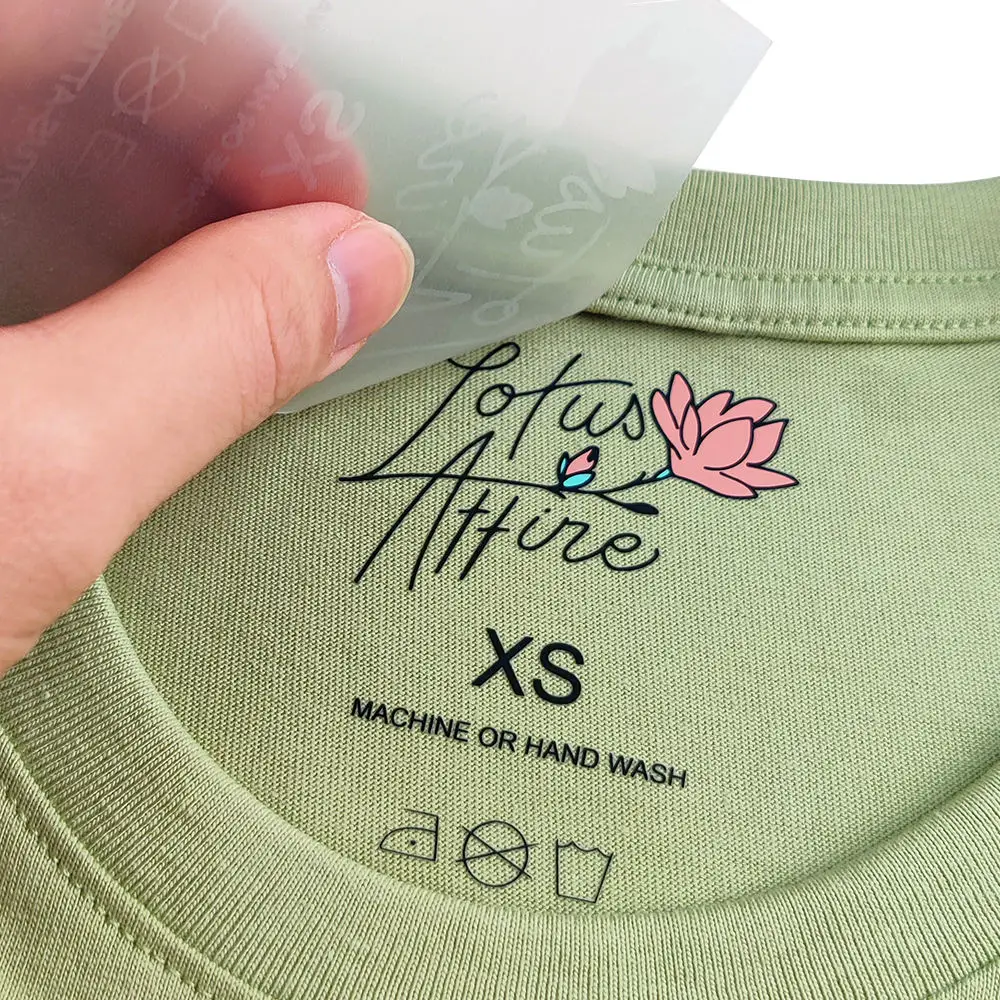 Lotus
Attire
XS
MACHINE OR HAND WASH